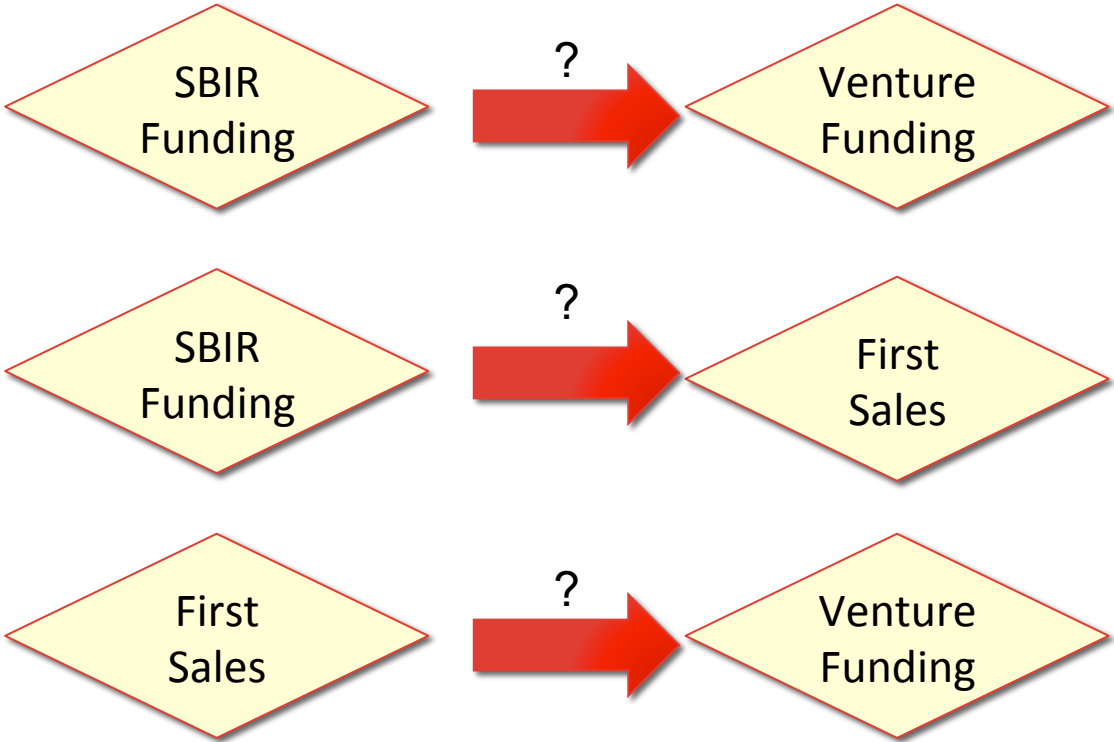 ?
SBIR
Funding
Venture
Funding
?
SBIR
Funding
First
Sales
?
First
Sales
Venture
Funding